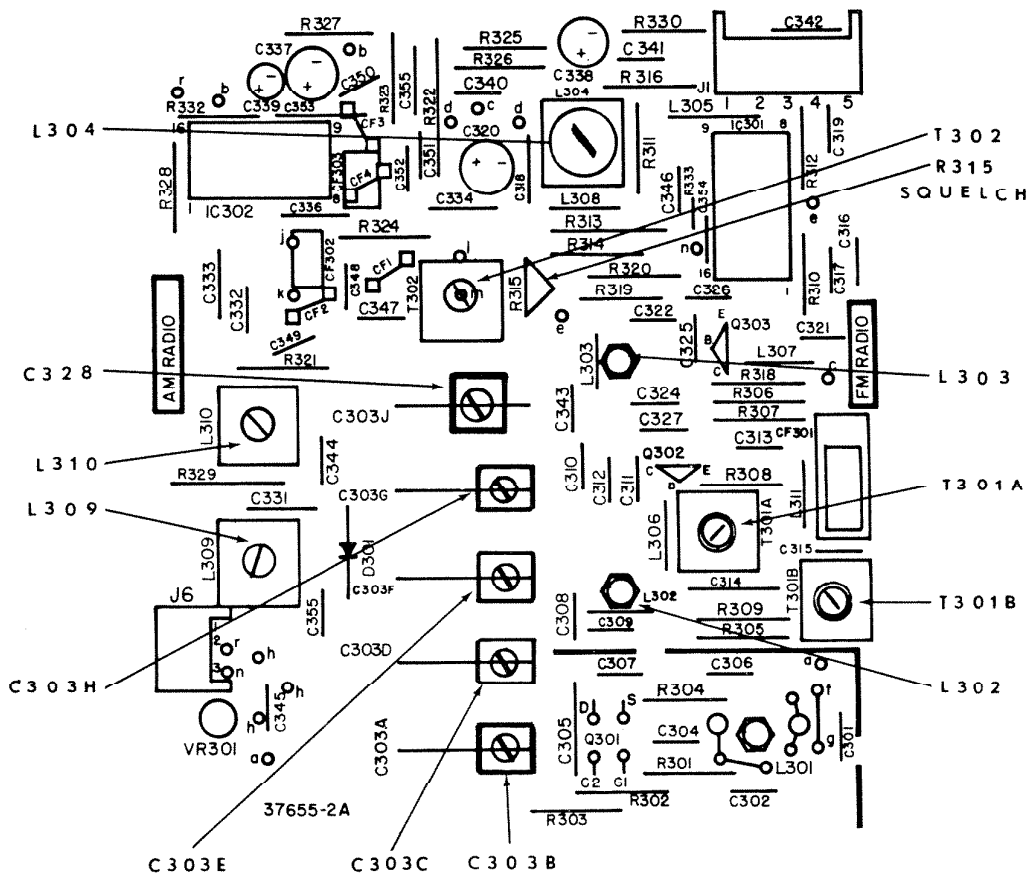 R327
C337
b
C350
R323
C355
R322
R325
R326
C340
d
c
d
C338
R330
C341
R316
J1
C342
1 2 3 4 5
r
b
R332
C339
C353
L304
L305
L304
16
9
CF3
CF303
CF4
C352
C351
C320
C318
R311
9
IC301
8
C319
T302
R315
SQUELCH
R328
1
IC302
8
C336
C334
L308
R313
R314
C346
R333
C354
R312
e
R324
j
k
CF302
CF2
C348
CF1
C347
T302
j
m
R315
R320
R319
n
16
1
C326
C316
C317
R310
C333
C332
C349
R321
e
C322
C325
E
B
C
Q303
C321
L307
AM RADIO
FM RADIO
L303
C328
C303J
C343
C324
C327
R318
R306
R307
c
L303
L310
L310
C344
R329
C310
C312
C311
Q302
C
E
C313
CF301
R308
L311
T301A
L309
C331
C303G
L306
T301A
L309
D301
C303F
C315
C314
T301B
T301B
J6
1
2
3
r
n
C355
C308
L302
C309
R309
R305
C303D
C307
C306
a
C303H
h
h
h
C345
VR301
a
L302
C303A
C305
D
S
Q301
G2
G1
R304
C304
R301
L301
f
g
C301
R302
C302
R303
37655-2A
C303E
C303C
C303B